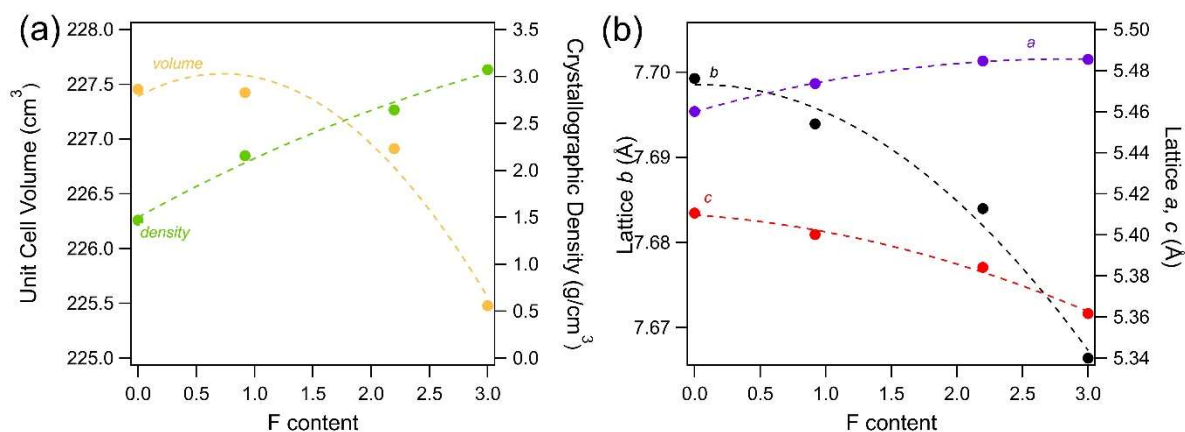 (a)
228.0
227.5
227.0
226.5
226.0
225.5
225.0
Unit Cell Volume (cm³)
volume
density
3.5
3.0
2.5
2.0
1.5
1.0
0.5
0.0
Crystallographic Density (g/cm³)
0.0 0.5 1.0 1.5 2.0 2.5 3.0
F content
(b)
7.70
7.69
7.68
7.67
Lattice b (Å)
a
b
c
5.50
5.48
5.46
5.44
5.42
5.40
5.38
5.36
5.34
Lattice a, c (Å)
0.0 0.5 1.0 1.5 2.0 2.5 3.0
F content